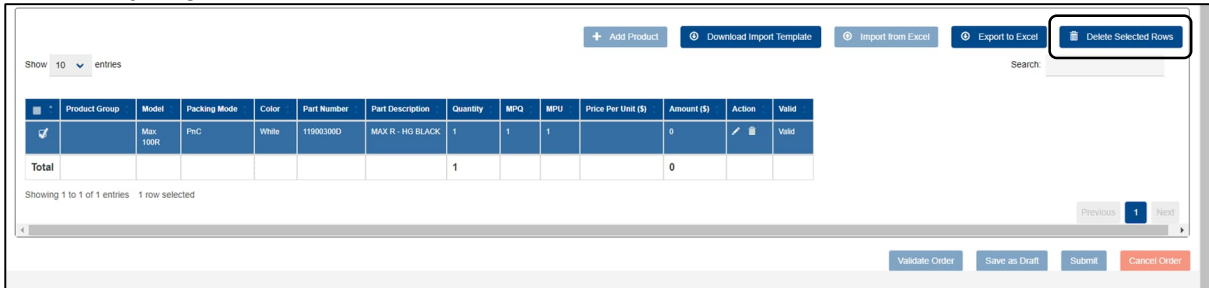 + Add Product Download Import Template Import from Excel Export to Excel Delete Selected Rows
Show 10 entries Search:
Product Group Model Packing Mode Color Part Number Part Description Quantity MPQ MPU Price Per Unit ($) Amount ($) Action Valid
Max 100R PnC White 11900300D MAX R - HG BLACK 1 1 1 0 Valid
Total 1 0
Showing 1 to 1 of 1 entries 1 row selected
Previous 1 Next
Validate Order Save as Draft Submit Cancel Order